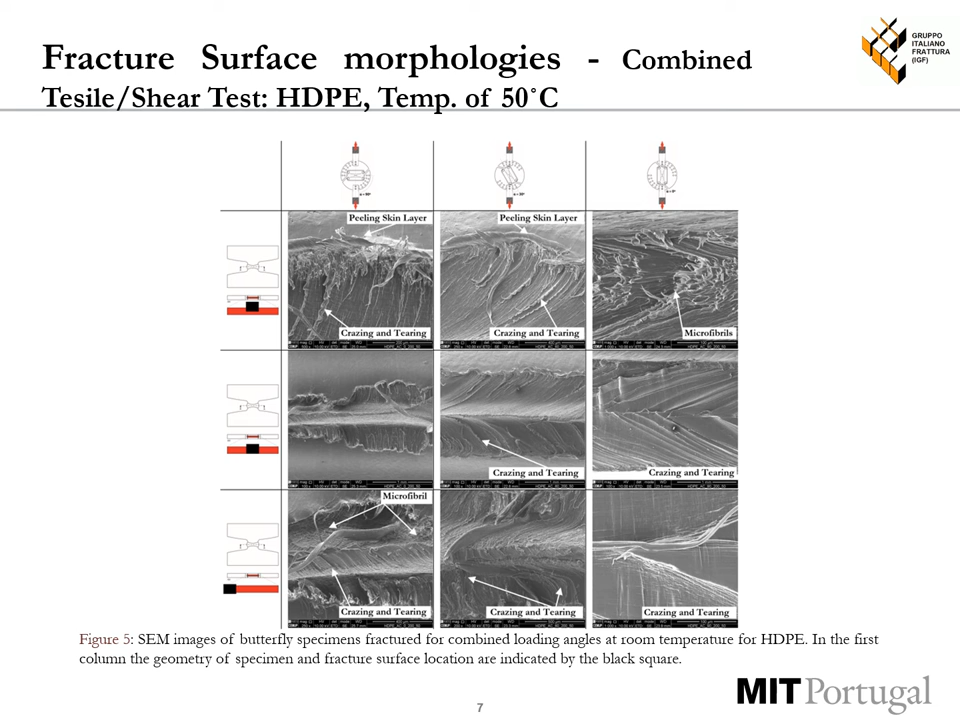 Fracture Surface morphologies - Combined
Tesile/Shear Test: HDPE, Temp. of 50˚C
GRUPPO
ITALIANO
FRATTURA
(IGF)
Peeling Skin Layer
Peeling Skin Layer
Crazing and Tearing
Crazing and Tearing
Microfibrils
Crazing and Tearing
Crazing and Tearing
Microfibril
Crazing and Tearing
Crazing and Tearing
Crazing and Tearing
Figure 5: SEM images of butterfly specimens fractured for combined loading angles at room temperature for HDPE. In the first
column the geometry of specimen and fracture surface location are indicated by the black square.
MIT Portugal
7